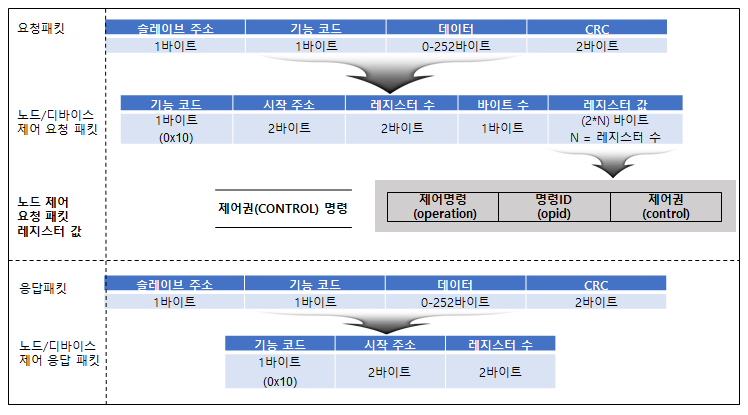 요청패킷
슬레이브 주소 기능 코드 데이터 CRC
1바이트 1바이트 0-252바이트 2바이트
노드/디바이스
제어 요청 패킷
기능 코드 시작 주소 레지스터 수 바이트 수 레지스터 값
1바이트
(0x10)
2바이트 2바이트 1바이트
(2*N) 바이트
N = 레지스터 수
노드 제어
요청 패킷
레지스터 값
제어권(CONTROL) 명령
제어명령
(operation)
명령ID
(opid)
제어권
(control)
응답패킷
슬레이브 주소 기능 코드 데이터 CRC
1바이트 1바이트 0-252바이트 2바이트
노드/디바이스
제어 응답 패킷
기능 코드 시작 주소 레지스터 수
1바이트
(0x10)
2바이트 2바이트